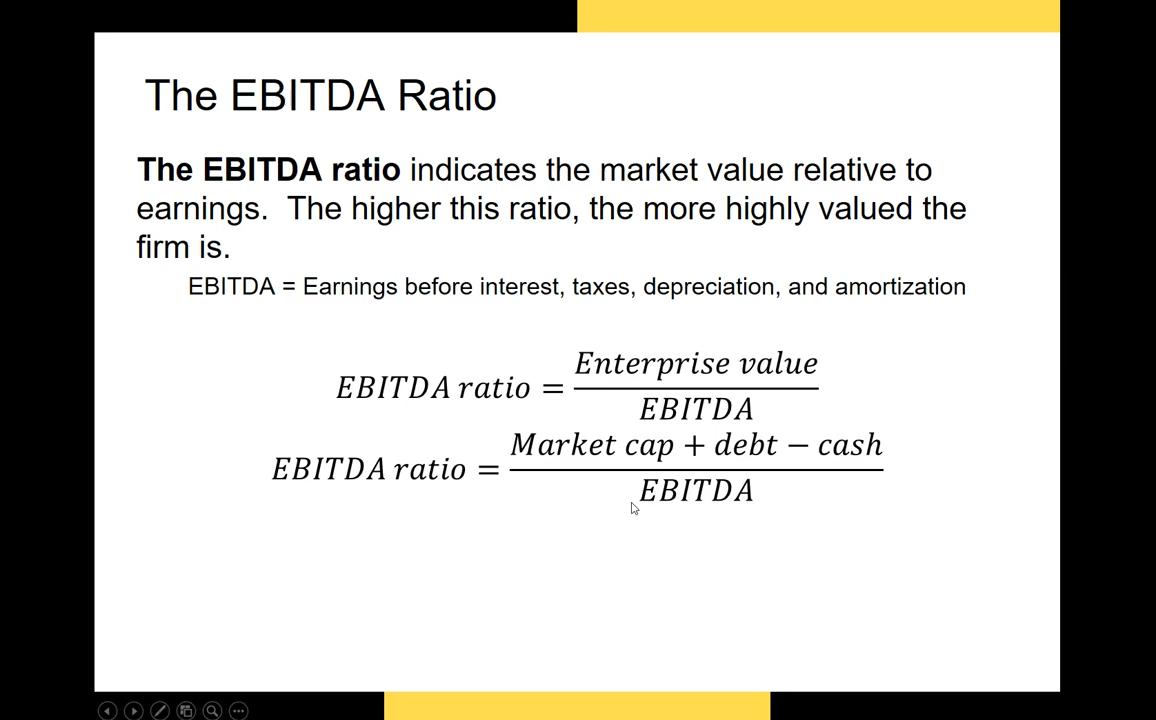 The EBITDA Ratio
The EBITDA ratio indicates the market value relative to
earnings.  The higher this ratio, the more highly valued the
firm is.
EBITDA = Earnings before interest, taxes, depreciation, and amortization
EBITDA ratio = Enterprise value / EBITDA
EBITDA ratio = Market cap + debt − cash / EBITDA